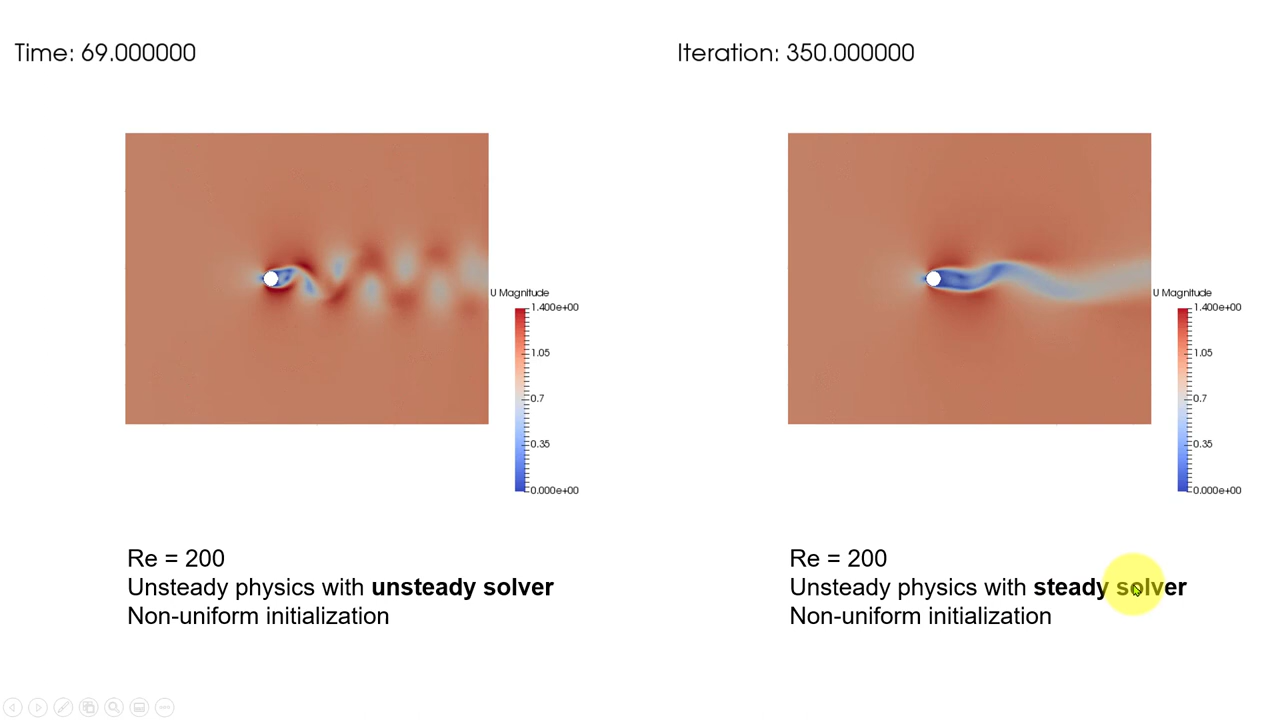 Time: 69.000000
Iteration: 350.000000
U Magnitude
1.400e+00
1.05
0.7
0.35
0.000e+00
U Magnitude
1.400e+00
1.05
0.7
0.35
0.000e+00
Re = 200
Unsteady physics with unsteady solver
Non-uniform initialization
Re = 200
Unsteady physics with steady solver
Non-uniform initialization